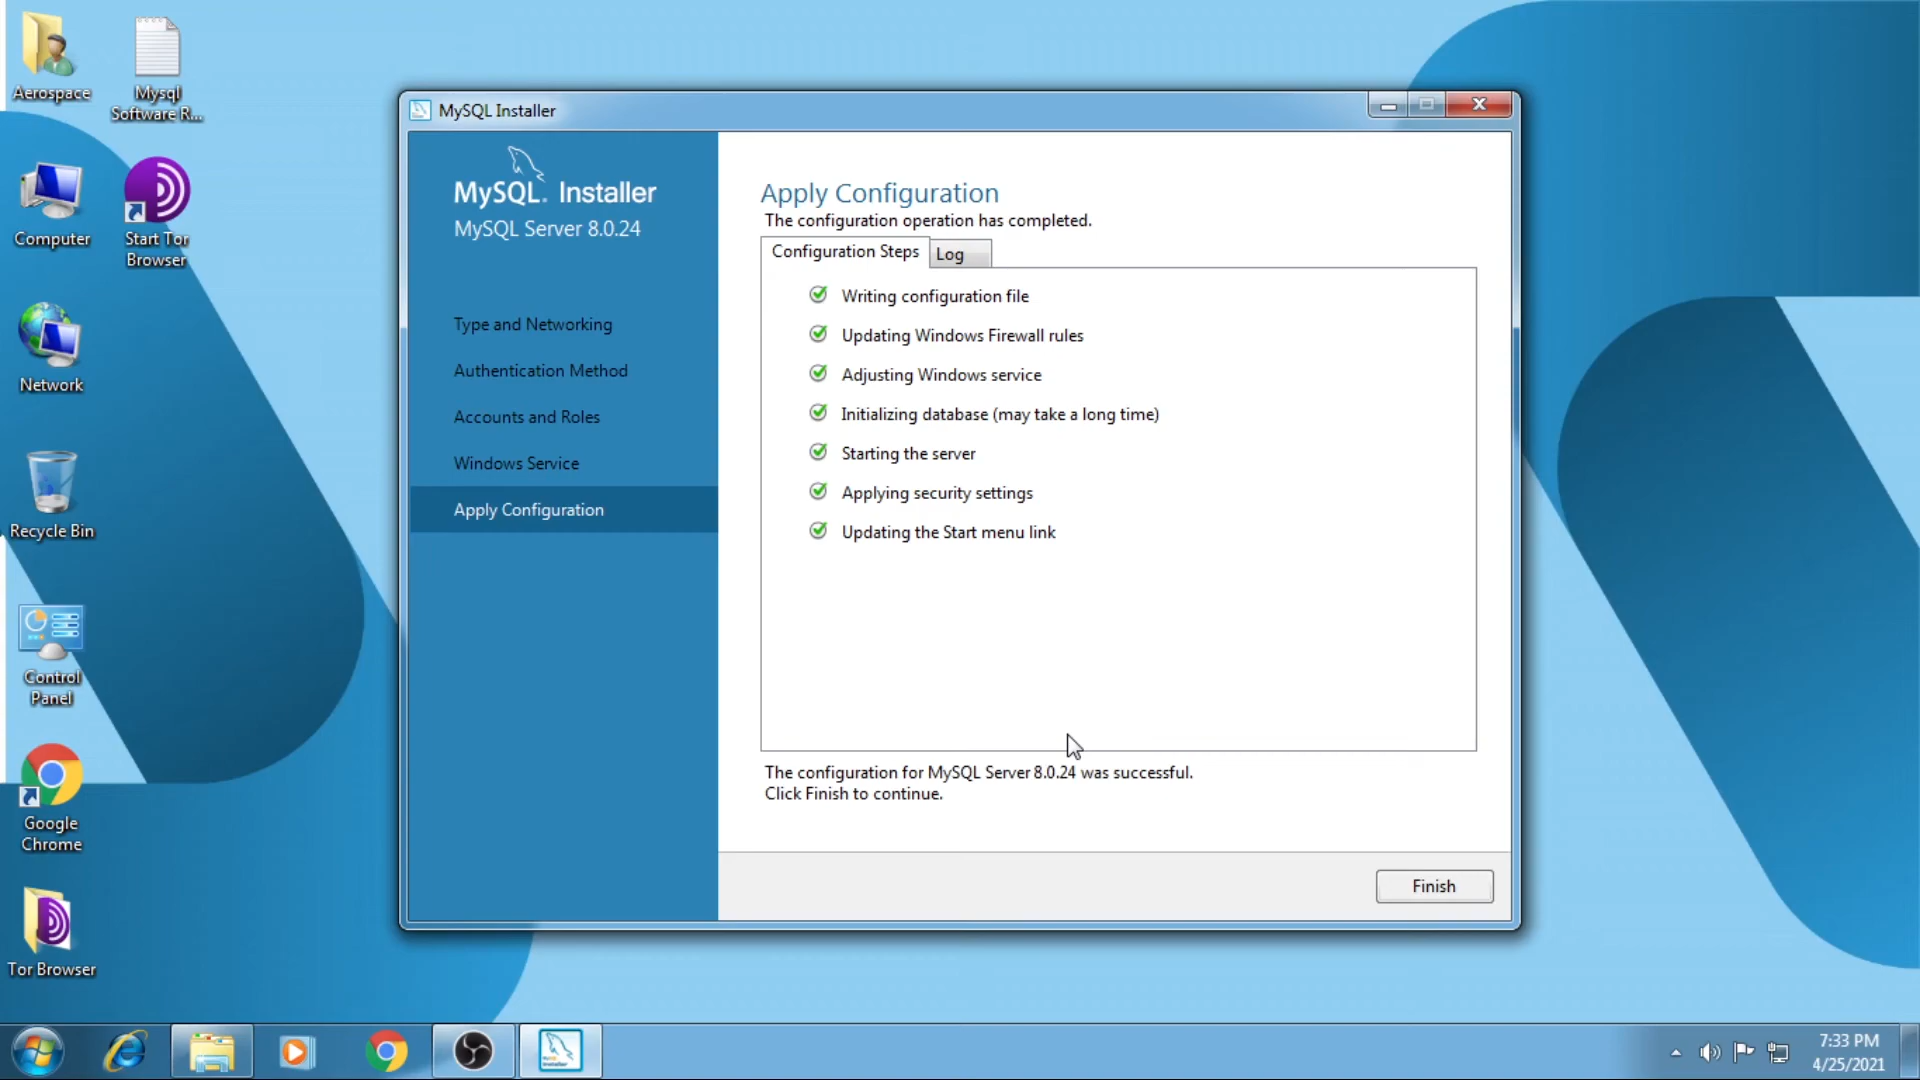 Aerospace
Mysql
Software R...
Computer
Start Tor
Browser
Network
Recycle Bin
Control
Panel
Google
Chrome
Tor Browser
MySQL Installer
MySQL. Installer
MySQL Server 8.0.24
Type and Networking
Authentication Method
Accounts and Roles
Windows Service
Apply Configuration
Apply Configuration
The configuration operation has completed.
Configuration Steps
Log
Writing configuration file
Updating Windows Firewall rules
Adjusting Windows service
Initializing database (may take a long time)
Starting the server
Applying security settings
Updating the Start menu link
The configuration for MySQL Server 8.0.24 was successful.
Click Finish to continue.
Finish
7:33 PM
4/25/2021